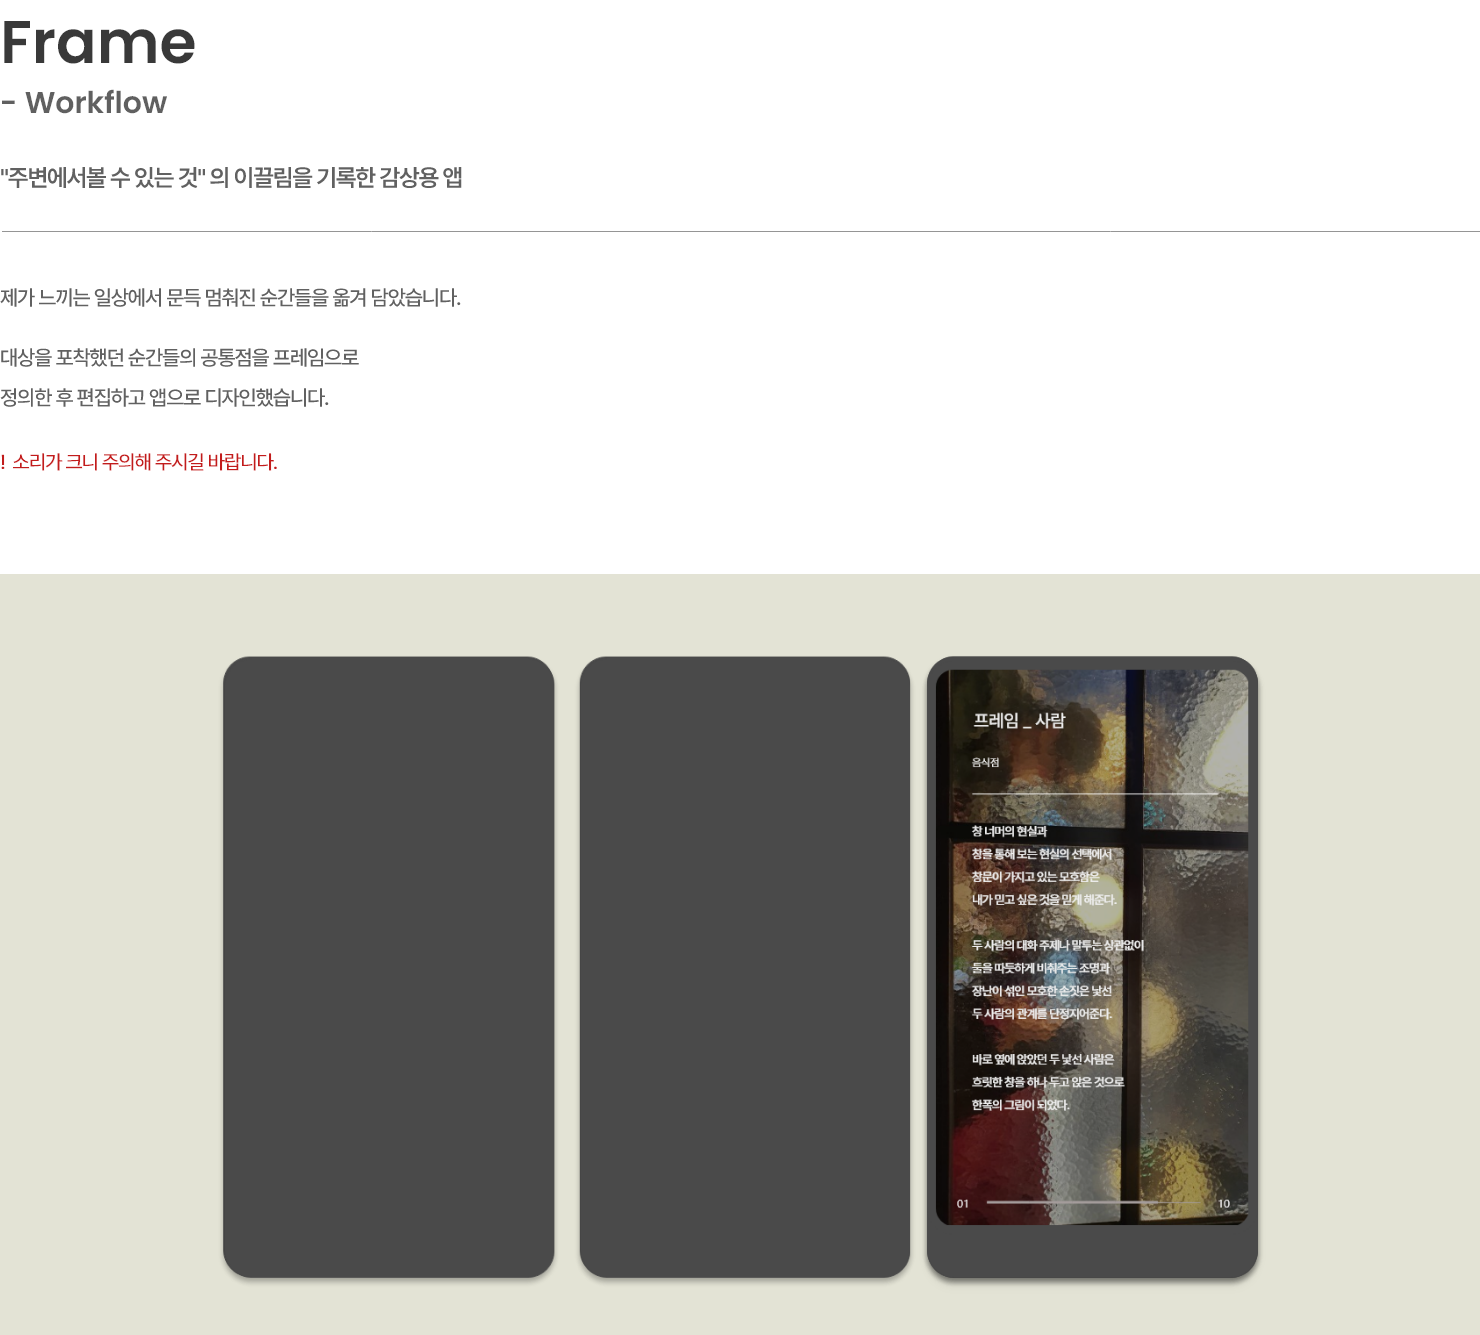 Frame
- Workflow
"주변에서볼 수 있는 것" 의 이끌림을 기록한 감상용 앱
제가 느끼는 일상에서 문득 멈춰진 순간들을 옮겨 담았습니다.
대상을 포착했던 순간들의 공통점을 프레임으로
정의한 후 편집하고 앱으로 디자인했습니다.
! 소리가 크니 주의해 주시길 바랍니다.
프레임 _ 사람
음식점
창 너머의 현실과
창을 통해 보는 현실의 선택에서
창문이 가지고 있는 모호함은
내가 믿고 싶은 것을 믿게 해준다.
두 사람의 대화 주제나 말투는 상관없이
둘을 따듯하게 비춰주는 조명과
장난이 섞인 모호한 손짓은 낯선
두 사람의 관계를 단정지어준다.
바로 옆에 앉았던 두 낯선 사람은
흐릿한 창을 하나 두고 앉은 것으로
한폭의 그림이 되었다.
01 10